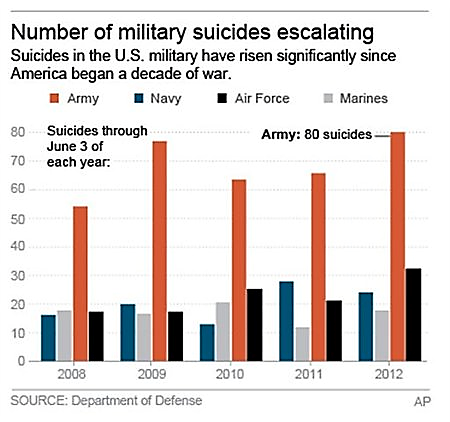 Number of military suicides escalating
Suicides in the U.S. military have risen significantly since
America began a decade of war.
Army Navy Air Force Marines
Suicides through
June 3 of
each year:
Army: 80 suicides
80
70
60
50
40
30
20
10
0
2008 2009 2010 2011 2012
SOURCE: Department of Defense AP